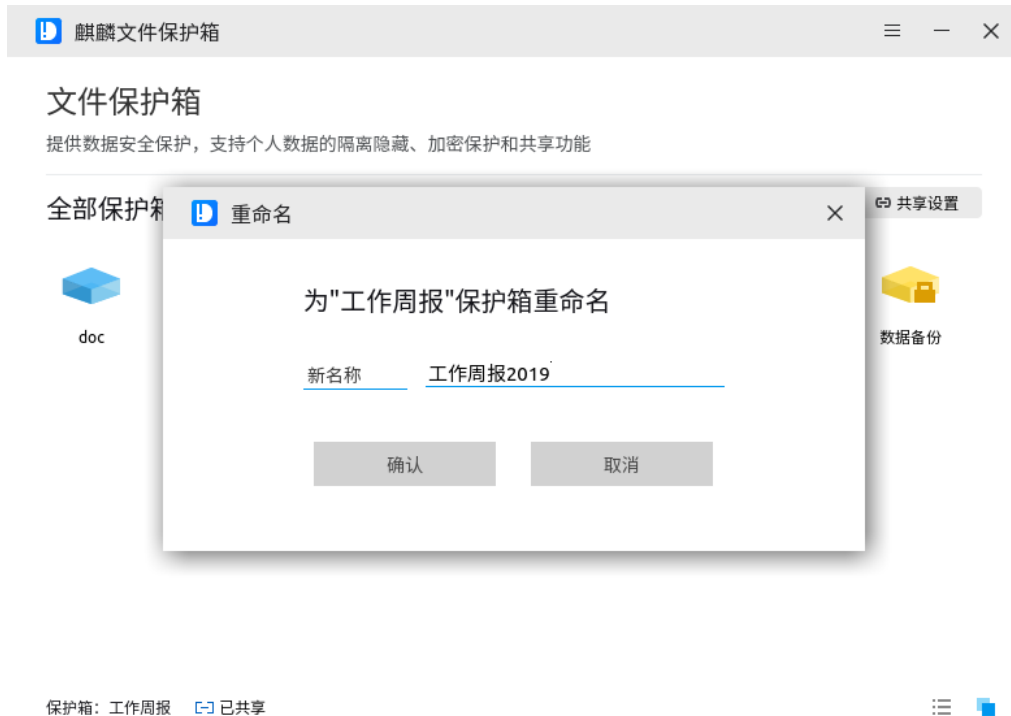 麒麟文件保护箱
文件保护箱
提供数据安全保护，支持个人数据的隔离隐藏、加密保护和共享功能
全部保护箱
共享设置
重命名
为"工作周报"保护箱重命名
新名称 工作周报2019
确认 取消
doc
数据备份
保护箱：工作周报 已共享